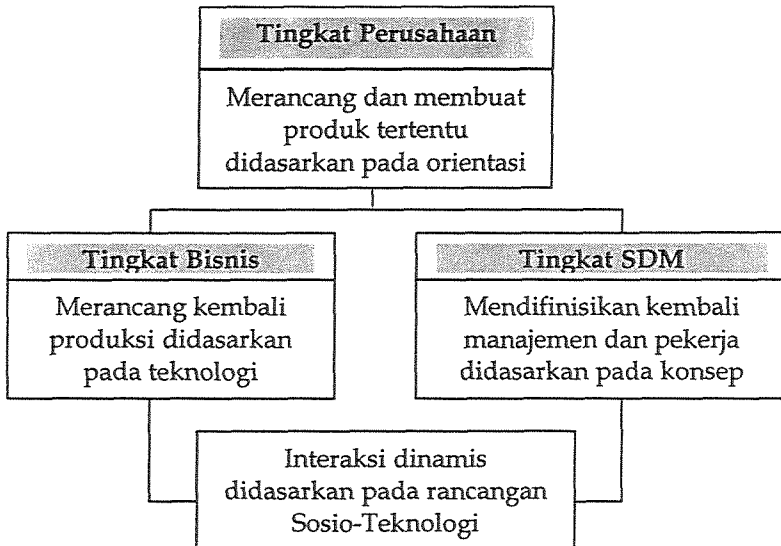 Tingkat Perusahaan
Merancang dan membuat
produk tertentu
didasarkan pada orientasi
Tingkat Bisnis
Merancang kembali
produksi didasarkan
pada teknologi
Tingkat SDM
Mendifinisikan kembali
manajemen dan pekerja
didasarkan pada konsep
Interaksi dinamis
didasarkan pada rancangan
Sosio-Teknologi